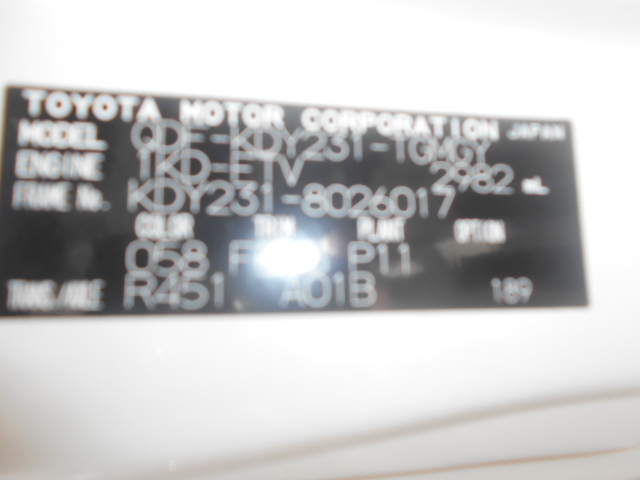 TOYOTA MOTOR CORPORATION JAPAN
MODEL QDF-KDY231-TGMGY
ENGINE 1KD-FTV 2982 mL
FRAME No. KDY231-8026017
COLOR TRIM PLANT OPTION
058 P11
TRANS/AXLE R451 A01B 189